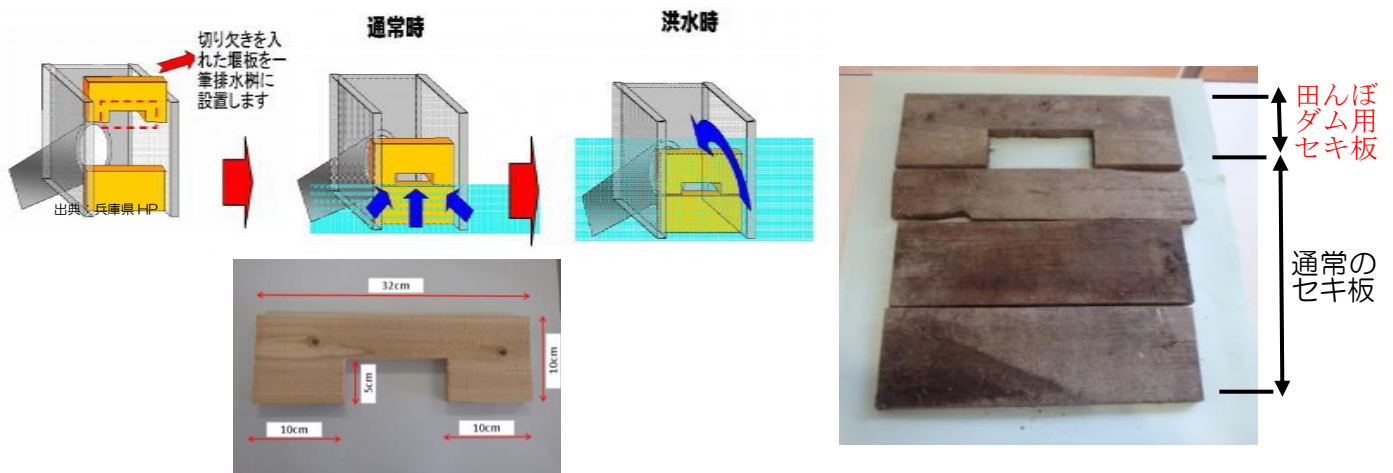 切り欠きを入
れた堰板を一
筆排水桝に
設置します
通常時
洪水時
出典：兵庫県 HP
32cm
10cm
5cm
10cm
10cm
田んぼ
ダム用
セキ板
通常の
セキ板